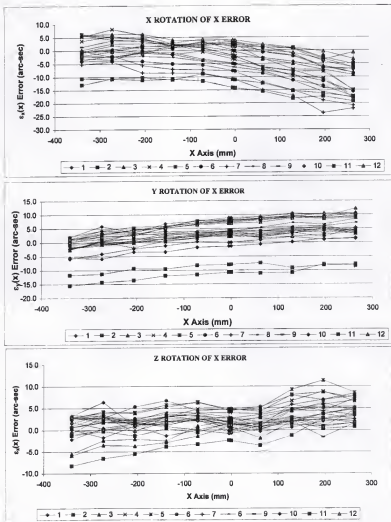 X ROTATION OF X ERROR
εx(x) Error (arc-sec)
10.0
5.0
0.0
-5.0
-10.0
-15.0
-20.0
-25.0
-30.0
-400 -300 -200 -100 0 100 200 300
X Axis (mm)
1 2 3 4 5 6 7 8 9 10 11 12
Y ROTATION OF X ERROR
εy(x) Error (arc-sec)
15.0
10.0
5.0
0.0
-5.0
-10.0
-15.0
-20.0
-400 -300 -200 -100 0 100 200 300
X Axis (mm)
1 2 3 4 5 6 7 8 9 10 11 12
Z ROTATION OF X ERROR
εz(x) Error (arc-sec)
15.0
10.0
5.0
0.0
-5.0
-10.0
-400 -300 -200 -100 0 100 200 300
X Axis (mm)
1 2 3 4 5 6 7 8 9 10 11 12